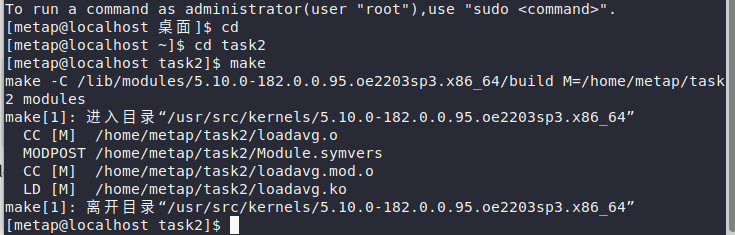 To run a command as administrator(user "root"),use "sudo <command>".
[metap@localhost 桌面]$ cd
[metap@localhost ~]$ cd task2
[metap@localhost task2]$ make
make -C /lib/modules/5.10.0-182.0.0.95.oe2203sp3.x86_64/build M=/home/metap/task
2 modules
make[1]: 进入目录“/usr/src/kernels/5.10.0-182.0.0.95.oe2203sp3.x86_64”
  CC [M]  /home/metap/task2/loadavg.o
  MODPOST /home/metap/task2/Module.symvers
  CC [M]  /home/metap/task2/loadavg.mod.o
  LD [M]  /home/metap/task2/loadavg.ko
make[1]: 离开目录“/usr/src/kernels/5.10.0-182.0.0.95.oe2203sp3.x86_64”
[metap@localhost task2]$